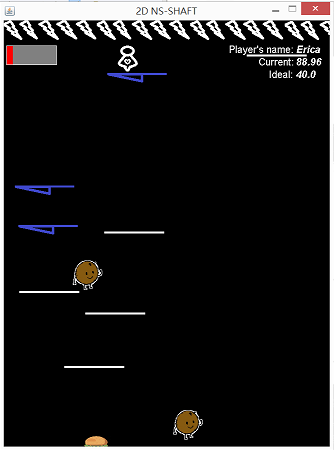 2D NS-SHAFT
Player's name: Erica
Current: 88.96
Ideal: 40.0